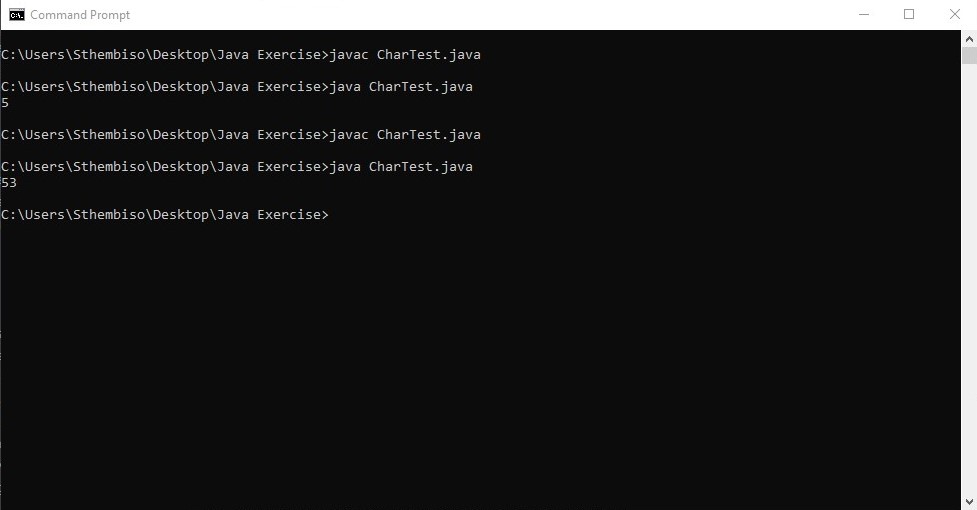 Command Prompt
C:\Users\Sthembiso\Desktop\Java Exercise>javac CharTest.java
C:\Users\Sthembiso\Desktop\Java Exercise>java CharTest.java
5
C:\Users\Sthembiso\Desktop\Java Exercise>javac CharTest.java
C:\Users\Sthembiso\Desktop\Java Exercise>java CharTest.java
53
C:\Users\Sthembiso\Desktop\Java Exercise>